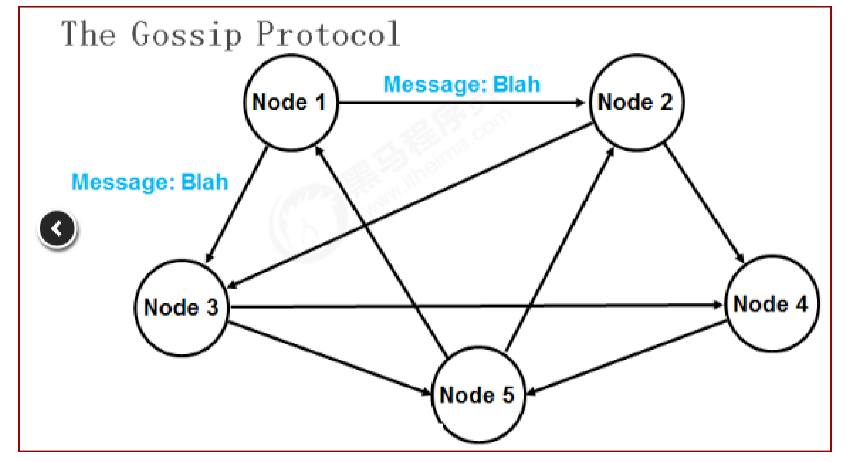 The Gossip Protocol
Message: Blah
Node 1
Node 2
Message: Blah
黑马程序员
www.itheima.com
Node 3
Node 4
Node 5